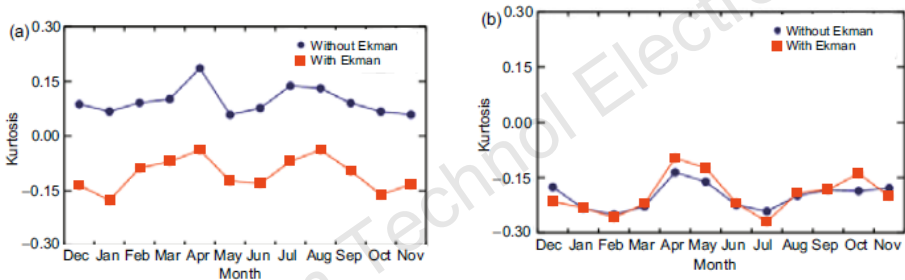 (a)
0.30
0.15
0.00
−0.15
−0.30
Kurtosis
Without Ekman
With Ekman
Dec Jan Feb Mar Apr May Jun Jul Aug Sep Oct Nov
Month
(b)
0.30
0.15
0.00
−0.15
−0.30
Kurtosis
Without Ekman
With Ekman
Dec Jan Feb Mar Apr May Jun Jul Aug Sep Oct Nov
Month
Technol Electro